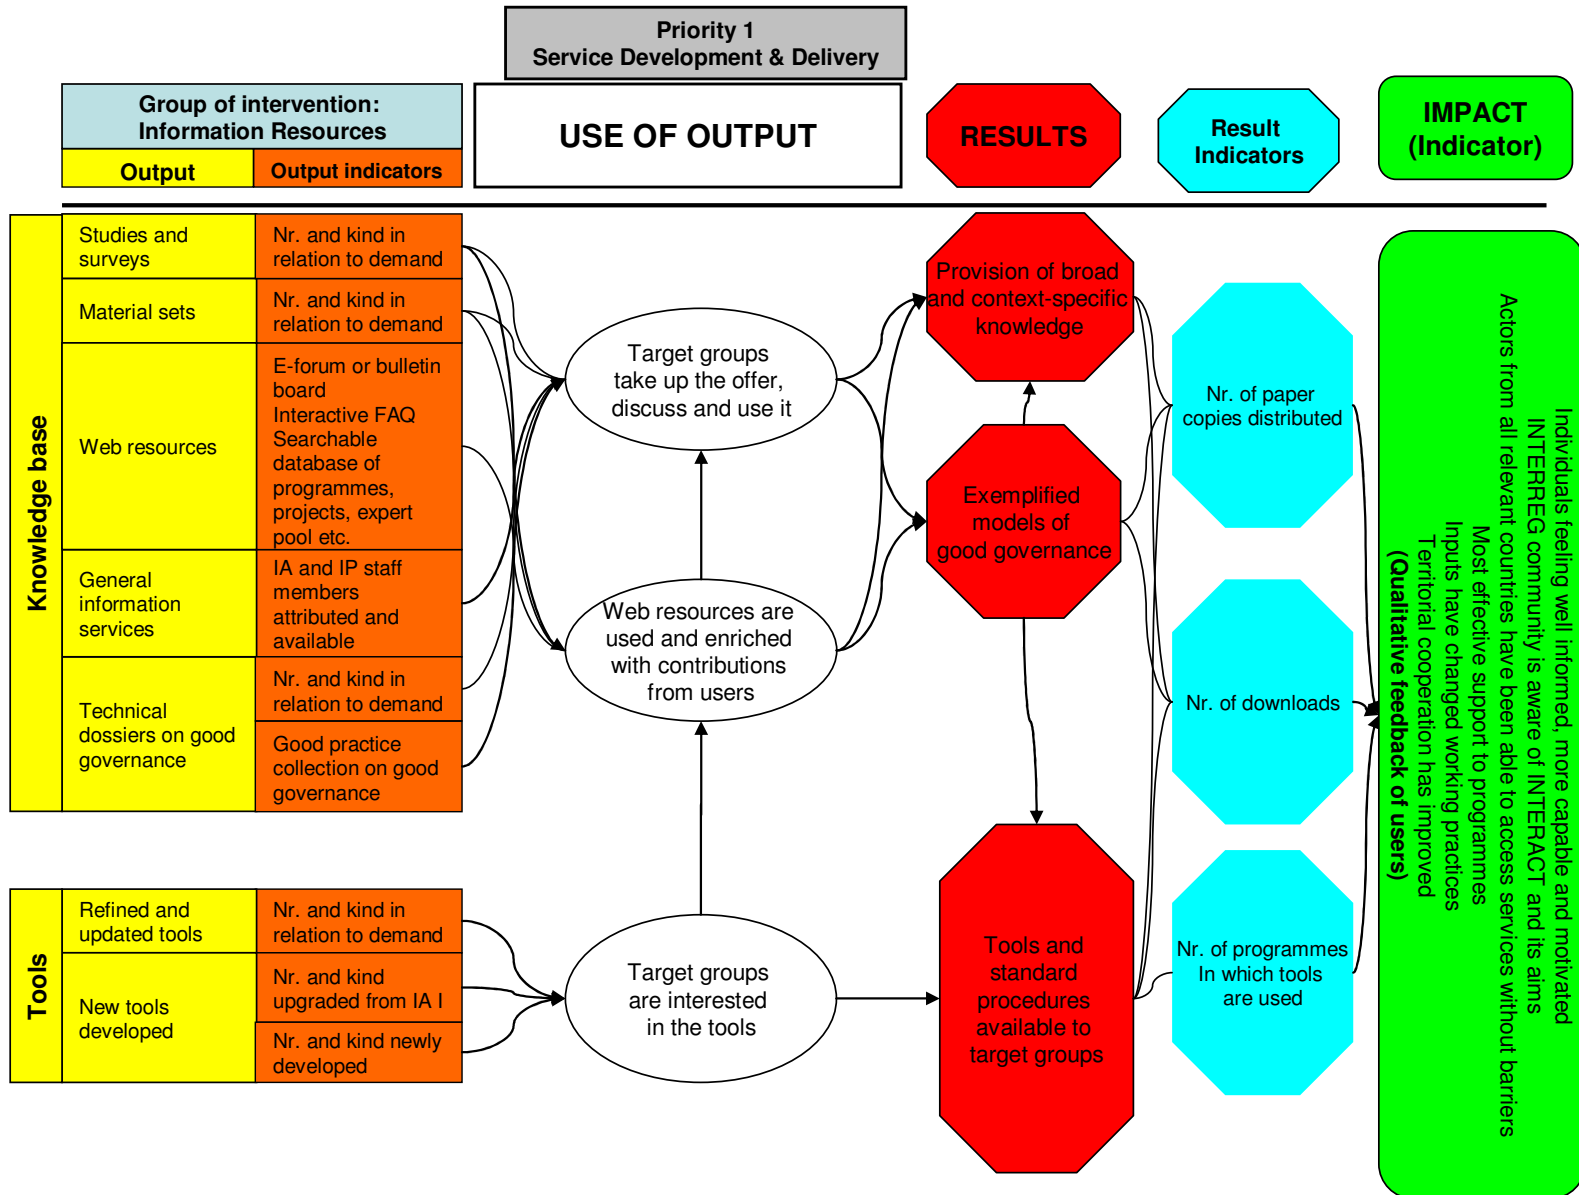 Priority 1
Service Development & Delivery
Group of intervention:
Information Resources
Output
Output indicators
USE OF OUTPUT
RESULTS
Result
Indicators
IMPACT
(Indicator)
Knowledge base
Studies and
surveys
Nr. and kind in
relation to demand
Material sets
Nr. and kind in
relation to demand
Web resources
E-forum or bulletin
board
Interactive FAQ
Searchable
database of
programmes,
projects, expert
pool etc.
General
information
services
IA and IP staff
members
attributed and
available
Technical
dossiers on good
governance
Nr. and kind in
relation to demand
Good practice
collection on good
governance
Tools
Refined and
updated tools
Nr. and kind in
relation to demand
New tools
developed
Nr. and kind
upgraded from IA I
Nr. and kind newly
developed
Target groups
take up the offer,
discuss and use it
Web resources are
used and enriched
with contributions
from users
Target groups
are interested
in the tools
Provision of broad
and context-specific
knowledge
Exemplified
models of
good governance
Tools and
standard
procedures
available to
target groups
Nr. of paper
copies distributed
Nr. of downloads
Nr. of programmes
In which tools
are used
Individuals feeling well informed, more capable and motivated
INTERREG community is aware of INTERACT and its aims
Actors from all relevant countries have been able to access services without barriers
Most effective support to programmes
Inputs have changed working practices
Territorial cooperation has improved
(Qualitative feedback of users)